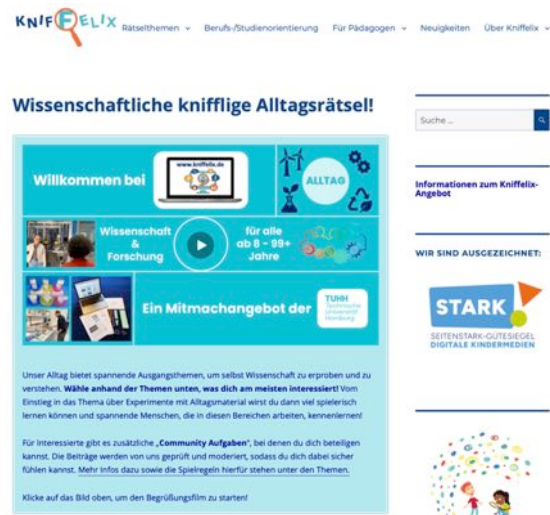 KNIFFELIX
Rätselthemen
Berufs-/Studienorientierung
Für Pädagogen
Neuigkeiten
Über Kniffelix
Wissenschaftliche knifflige Alltagsrätsel!
Suche ...
Willkommen bei
www.kniffelix.de
ALLTAG
Wissenschaft
&
Forschung
für alle
ab 8 - 99+
Jahre
Ein Mitmachangebot der
TUHH
Technische
Universität
Hamburg
Informationen zum Kniffelix-
Angebot
WIR SIND AUSGEZEICHNET:
STARK
SEITENSTARK-GÜTESIEGEL
DIGITALE KINDERMEDIEN
Unser Alltag bietet spannende Ausgangsthemen, um selbst Wissenschaft zu erproben und zu
verstehen. Wähle anhand der Themen unten, was dich am meisten interessiert! Vom
Einstieg in das Thema über Experimente mit Alltagsmaterial wirst du dann viel spielerisch
lernen können und spannende Menschen, die in diesen Bereichen arbeiten, kennenlernen!
Für Interessierte gibt es zusätzliche „Community Aufgaben“, bei denen du dich beteiligen
kannst. Die Beiträge werden von uns geprüft und moderiert, sodass du dich dabei sicher
fühlen kannst. Mehr Infos dazu sowie die Spielregeln hierfür stehen unter den Themen.
Klicke auf das Bild oben, um den Begrüßungsfilm zu starten!